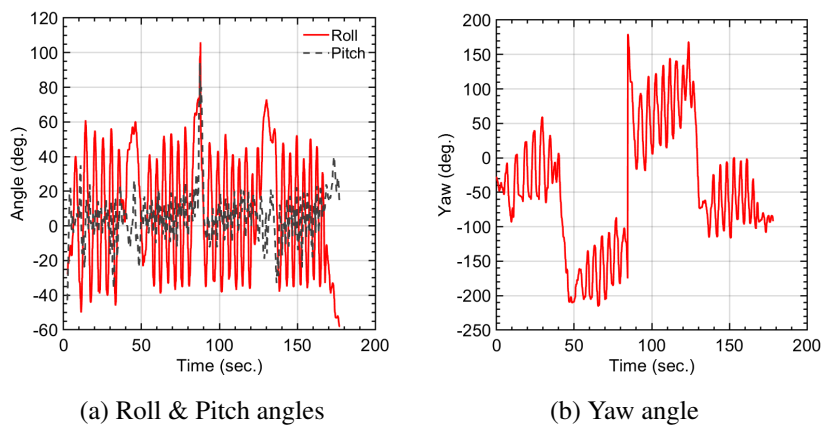 (a)
120
100
80
60
40
20
0
-20
-40
-60
Angle (deg.)
Roll
Pitch
0 50 100 150 200
Time (sec.)
(b)
200
150
100
50
0
-50
-100
-150
-200
-250
Yaw (deg.)
0 50 100 150 200
Time (sec.)
(a) Roll & Pitch angles
(b) Yaw angle